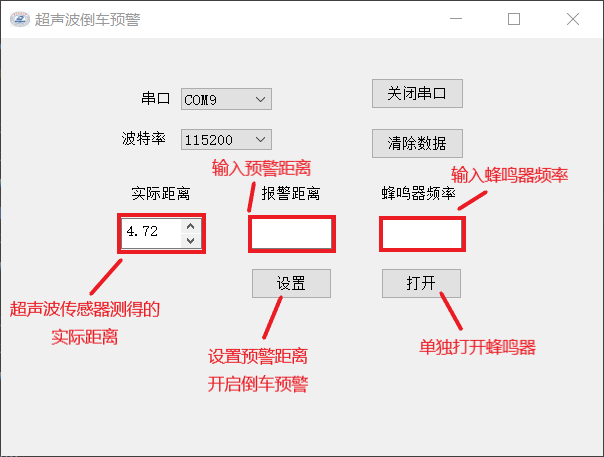 超声波倒车预警
串口
COM9
关闭串口
波特率
115200
清除数据
输入预警距离
输入蜂鸣器频率
实际距离
报警距离
蜂鸣器频率
4.72
设置
打开
超声波传感器测得的
实际距离
设置预警距离
开启倒车预警
单独打开蜂鸣器